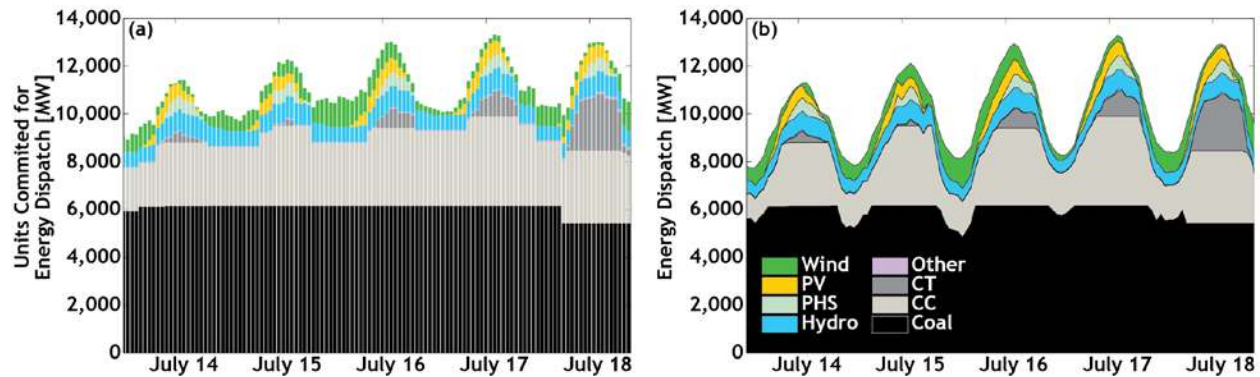 (a)
Units Commited for
Energy Dispatch [MW]
14,000
12,000
10,000
8,000
6,000
4,000
2,000
0
July 14 July 15 July 16 July 17 July 18
(b)
Energy Dispatch [MW]
14,000
12,000
10,000
8,000
6,000
4,000
2,000
0
Wind Other
PV CT
PHS CC
Hydro Coal
July 14 July 15 July 16 July 17 July 18